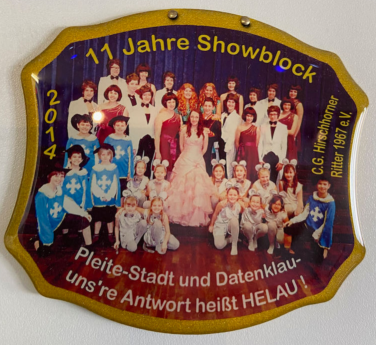 11 Jahre Showblock
2014
C.G. Hirschhorner
Ritter 1967 e.V.
Pleite-Stadt und Datenklau-
uns're Antwort heißt HELAU !